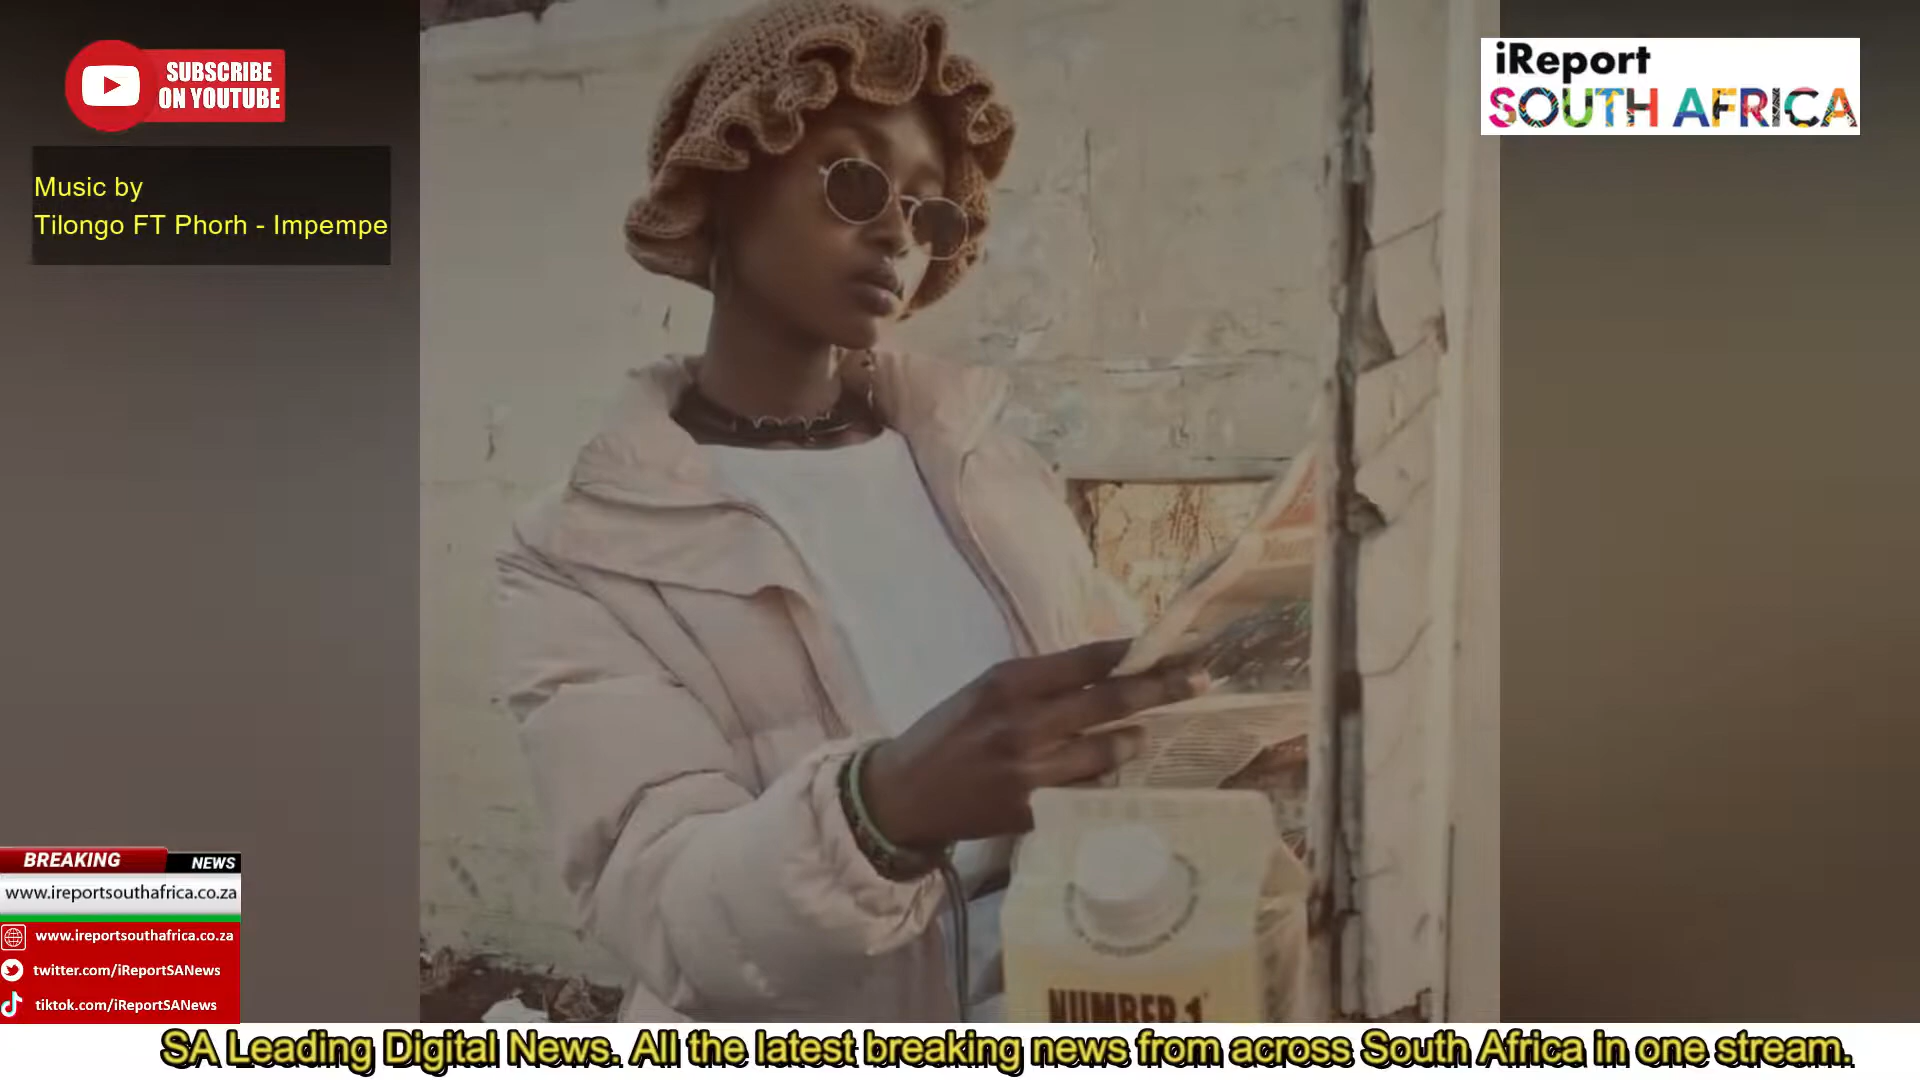 SUBSCRIBE
ON YOUTUBE
iReport
SOUTH AFRICA
Music by
Tilongo FT Phorh - Impempe
NUMBER 1
BREAKING NEWS
www.ireportsouthafrica.co.za
www.ireportsouthafrica.co.za
twitter.com/iReportSANews
tiktok.com/iReportSANews
SA Leading Digital News. All the latest breaking news from across South Africa in one stream.